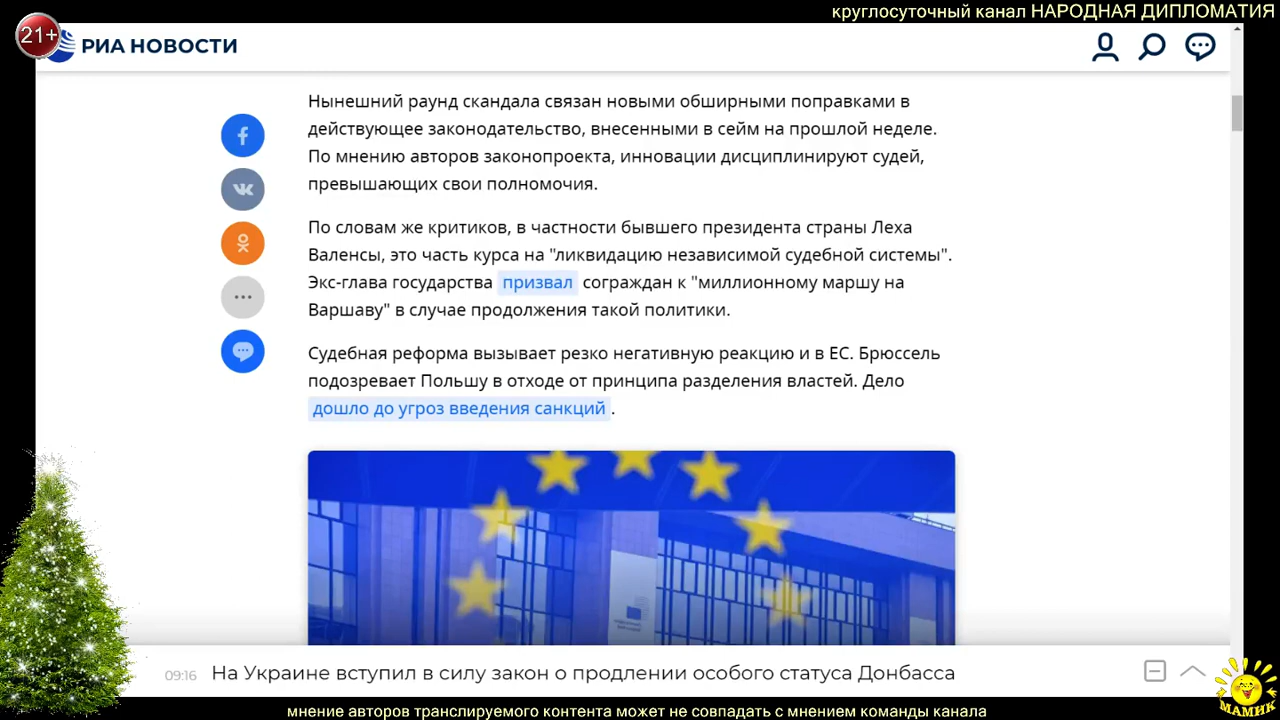 круглосуточный канал НАРОДНАЯ ДИПЛОМАТИЯ
21+
РИА НОВОСТИ
Нынешний раунд скандала связан новыми обширными поправками в
действующее законодательство, внесенными в сейм на прошлой неделе.
По мнению авторов законопроекта, инновации дисциплинируют судей,
превышающих свои полномочия.
По словам же критиков, в частности бывшего президента страны Леха
Валенсы, это часть курса на "ликвидацию независимой судебной системы".
Экс-глава государства призвал сограждан к "миллионному маршу на
Варшаву" в случае продолжения такой политики.
Судебная реформа вызывает резко негативную реакцию и в ЕС. Брюссель
подозревает Польшу в отходе от принципа разделения властей. Дело
дошло до угроз введения санкций.
09:16 На Украине вступил в силу закон о продлении особого статуса Донбасса
МАМИК
мнение авторов транслируемого контента может не совпадать с мнением команды канала